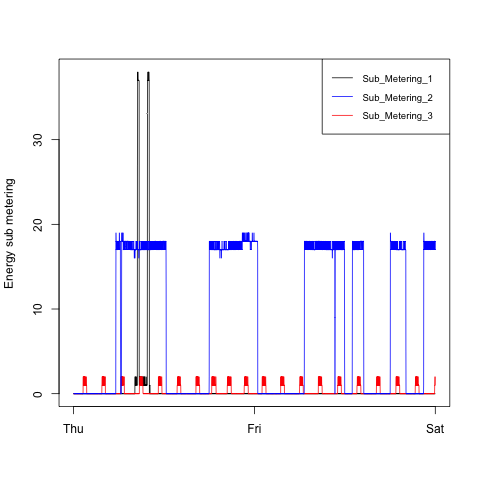 Sub_Metering_1
Sub_Metering_2
Sub_Metering_3
Energy sub metering
30
20
10
0
Thu
Fri
Sat